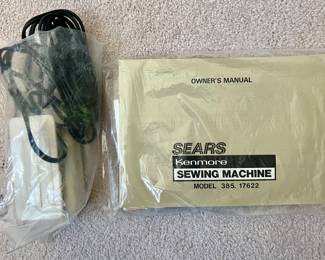 OWNER'S MANUAL
SEARS
Kenmore
SEWING MACHINE
MODEL 385. 17622